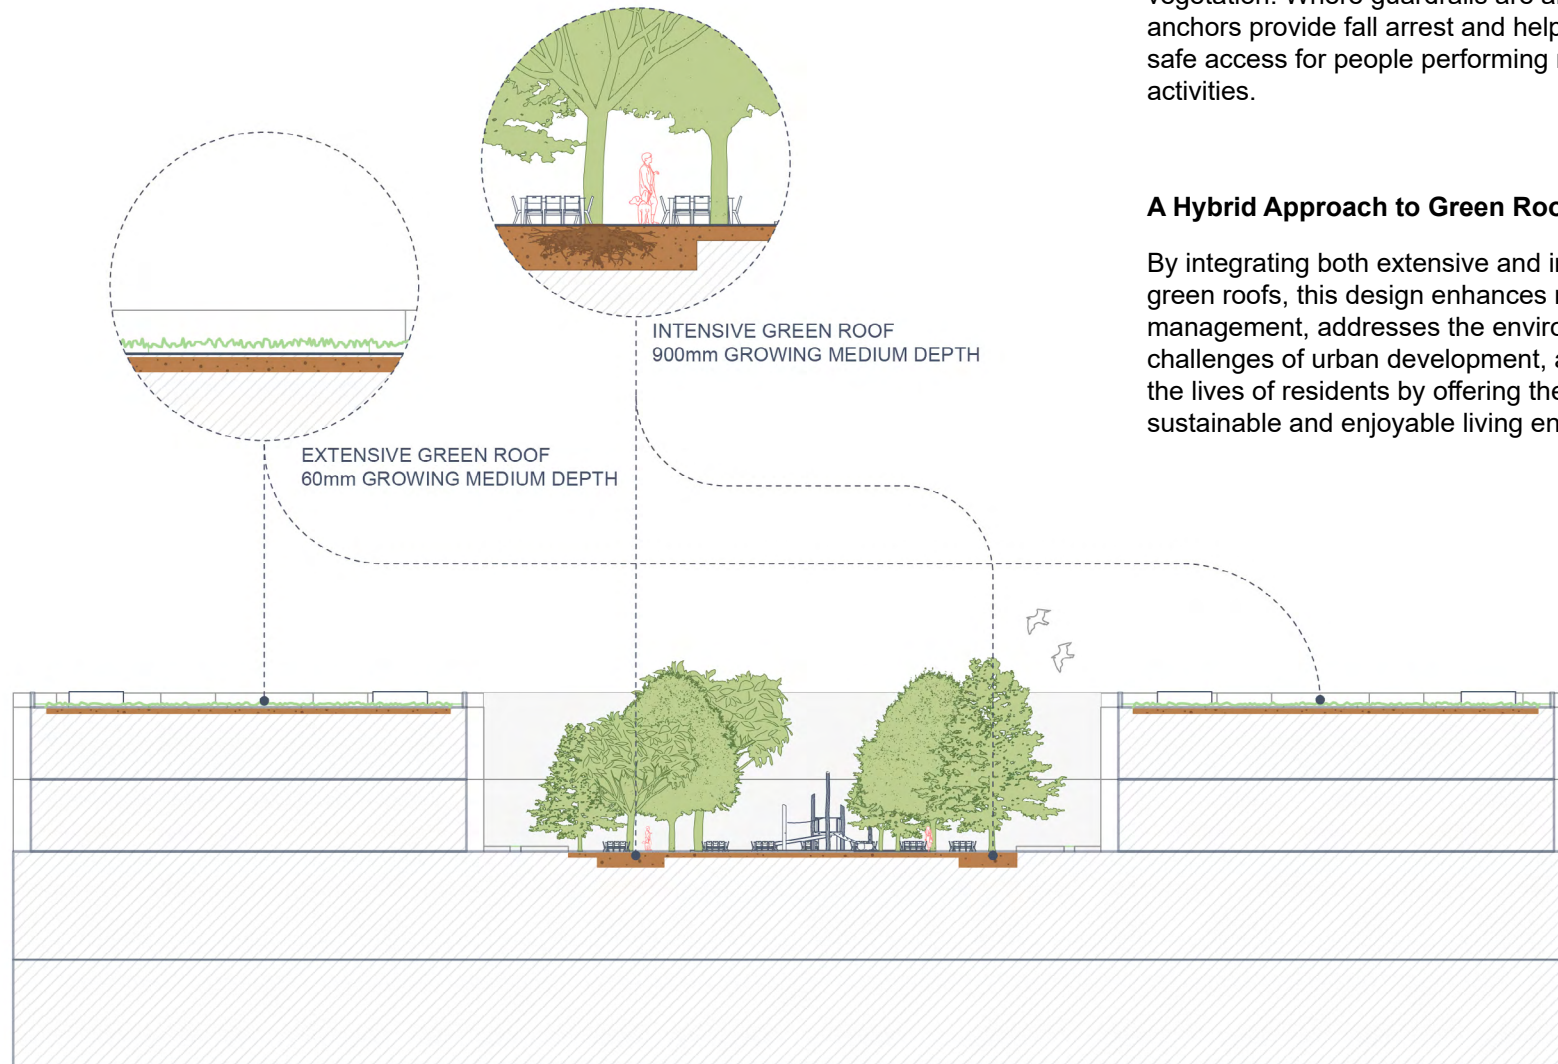 anchors provide fall arrest and help
safe access for people performing
activities.
A Hybrid Approach to Green
By integrating both extensive and
green roofs, this design enhances
management, addresses the
challenges of urban development,
the lives of residents by offering
sustainable and enjoyable living
INTENSIVE GREEN ROOF
900mm GROWING MEDIUM DEPTH
EXTENSIVE GREEN ROOF
60mm GROWING MEDIUM DEPTH